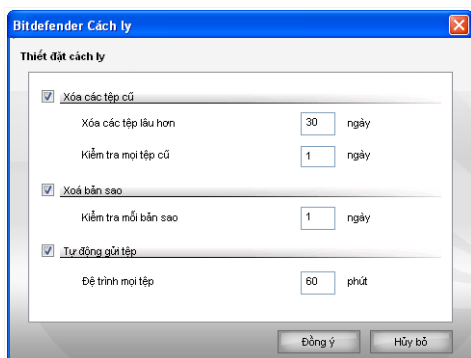 Bitdefender Cách ly
Thiết đặt cách ly
Xóa các tệp cũ
Xóa các tệp lâu hơn 30 ngày
Kiểm tra mọi tệp cũ 1 ngày
Xoá bản sao
Kiểm tra mỗi bản sao 1 ngày
Tự động gửi tệp
Đệ trình mọi tệp 60 phút
Đồng ý Hủy bỏ